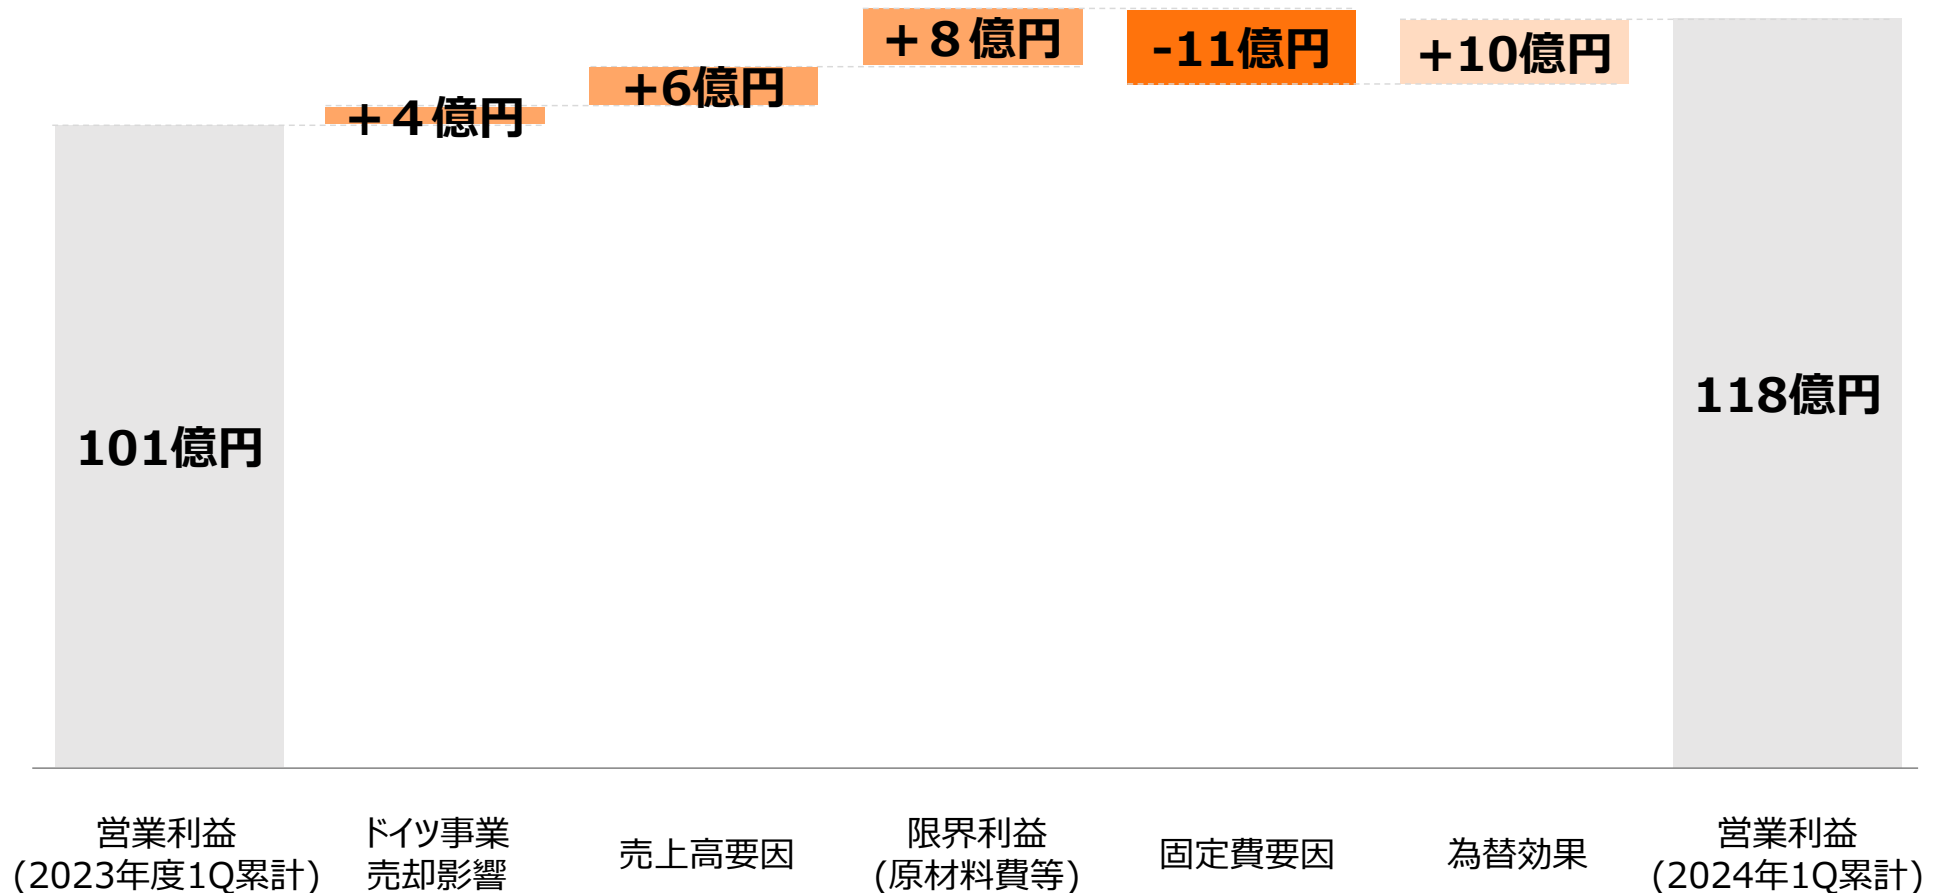 +８億円
-11億円
+10億円
+6億円
+４億円
118億円
101億円
営業利益
(2023年度1Q累計)
ドイツ事業
売却影響
売上高要因
限界利益
(原材料費等)
固定費要因
為替効果
営業利益
(2024年1Q累計)